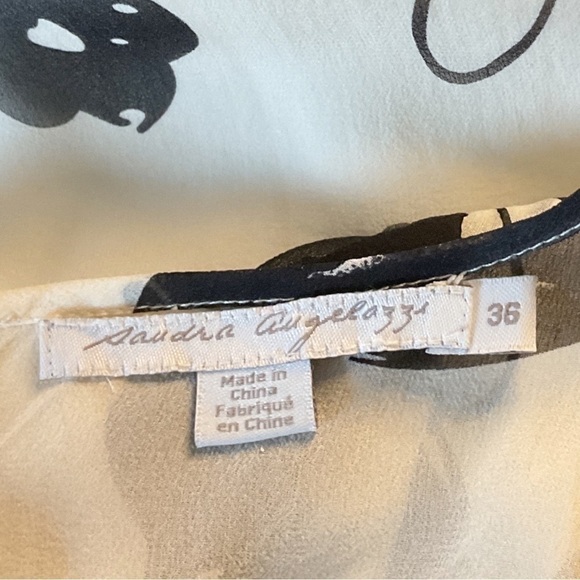 sandra angelozzi
36
Made in
China
Fabriqué
en Chine